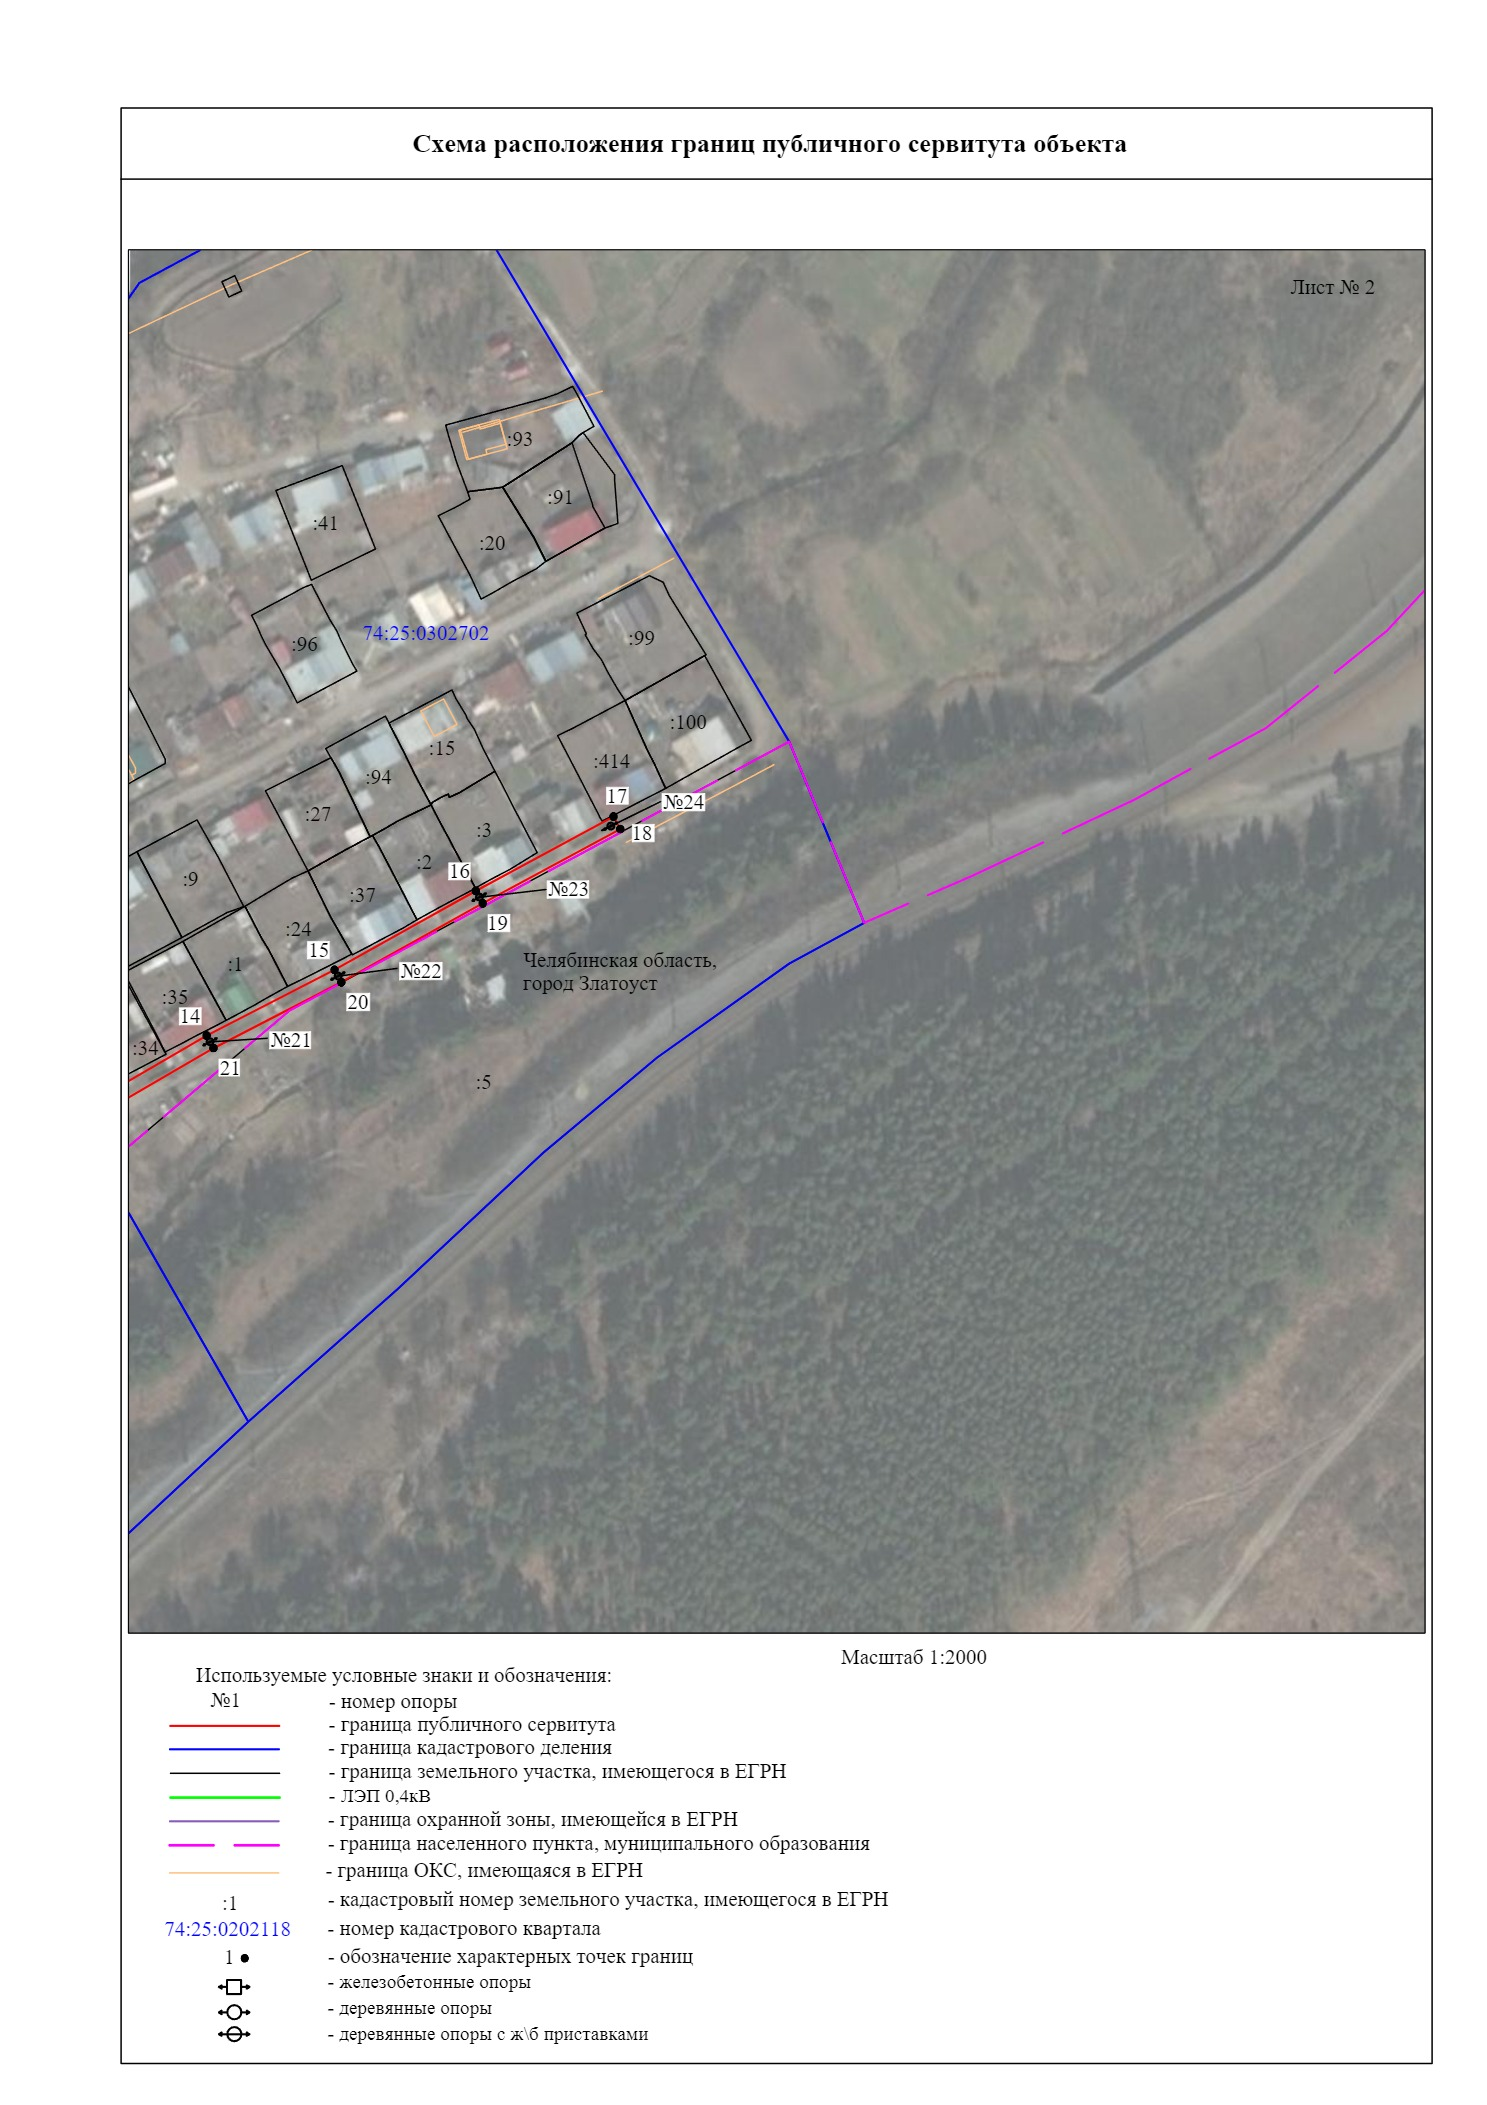 Схема расположения границ публичного сервитута объекта
Лист № 2
:93
:91
:41
:20
74:25:0302702
:96
:99
:100
:15
:414
:94
17
№24
:27
:3
18
:2
16
:9
№23
:37
19
:24
15
Челябинская область,
:1
№22
город Златоуст
:35
20
14
№21
:34
21
:5
Масштаб 1:2000
Используемые условные знаки и обозначения:
№1 - номер опоры
- граница публичного сервитута
- граница кадастрового деления
- граница земельного участка, имеющегося в ЕГРН
- ЛЭП 0,4кВ
- граница охранной зоны, имеющейся в ЕГРН
- граница населенного пункта, муниципального образования
- граница ОКС, имеющаяся в ЕГРН
:1 - кадастровый номер земельного участка, имеющегося в ЕГРН
74:25:0202118 - номер кадастрового квартала
1 - обозначение характерных точек границ
- железобетонные опоры
- деревянные опоры
- деревянные опоры с ж\б приставками